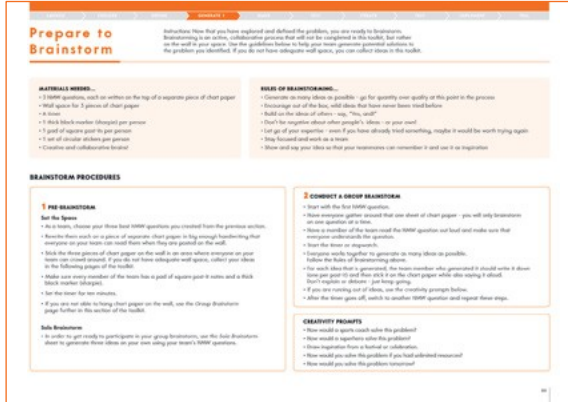 GENERATE
Prepare to
Brainstorm
Instructions: Now that you have explored and defined the problem, you are ready to brainstorm.
Brainstorming is an active, collaborative process that will not be completed in this toolkit, but rather
on the wall in your space. Use the guidelines below to help your team generate potential solutions to
the problem you identified. If you do not have adequate wall space, you can collect ideas in this toolkit.
MATERIALS NEEDED...
• 3 HMW questions, each on written on the top of a separate piece of chart paper
• Wall space for 3 pieces of chart paper
• A timer
• 1 thick black marker (sharpie) per person
• 1 pad of square post-its per person
• 1 set of circular stickers per person
• Creative and collaborative brains!
RULES OF BRAINSTORMING...
• Generate as many ideas as possible - go for quantity over quality at this point in the process
• Encourage out of the box, wild ideas that have never been tried before
• Build on the ideas of others - say, "Yes, and!"
• Don't be negative about other people's ideas - or your own!
• Let go of your expertise - even if you have already tried something, maybe it would be worth trying again
• Stay focused and work as a team
• Show and say your idea so that your teammates can remember it and use it as inspiration
BRAINSTORM PROCEDURES
1 PRE-BRAINSTORM
Set the Space
• As a team, choose your three best HMW questions you created from the previous section.
• Rewrite them each on a piece of separate chart paper in big enough handwriting that
everyone on your team can read them when they are posted on the wall.
• Stick the three pieces of chart paper on the wall in an area where everyone on your
team can crowd around. If you do not have adequate wall space, collect your ideas
in the following pages of the toolkit.
• Make sure every member of the team has a pad of square post-it notes and a thick
black marker (sharpie).
• Set the timer for ten minutes.
• If you are not able to hang chart paper on the wall, use the Group Brainstorm
page further in this section of the toolkit.
Solo Brainstorm
• In order to get ready to participate in your group brainstorm, use the Solo Brainstorm
sheet to generate three ideas on your own using your team's HMW questions.
2 CONDUCT A GROUP BRAINSTORM
• Start with the first HMW question.
• Have everyone gather around that one sheet of chart paper - you will only brainstorm
on one question at a time.
• Have a member of the team read the HMW question out loud and make sure that
everyone understands the question.
• Start the timer or stopwatch.
• Everyone works together to generate as many ideas as possible.
Follow the Rules of Brainstorming above.
• For each idea that is generated, the team member who generated it should write it down
(one per post-it) and then stick it on the chart paper while also saying it aloud.
Don't explain or debate - just keep going.
• If you are running out of ideas, use the creativity prompts below.
• After the timer goes off, switch to another HMW question and repeat these steps.
CREATIVITY PROMPTS
• How would a sports coach solve this problem?
• How would a superhero solve this problem?
• Draw inspiration from a festival or celebration.
• How would you solve this problem if you had unlimited resources?
• How would you solve this problem tomorrow?